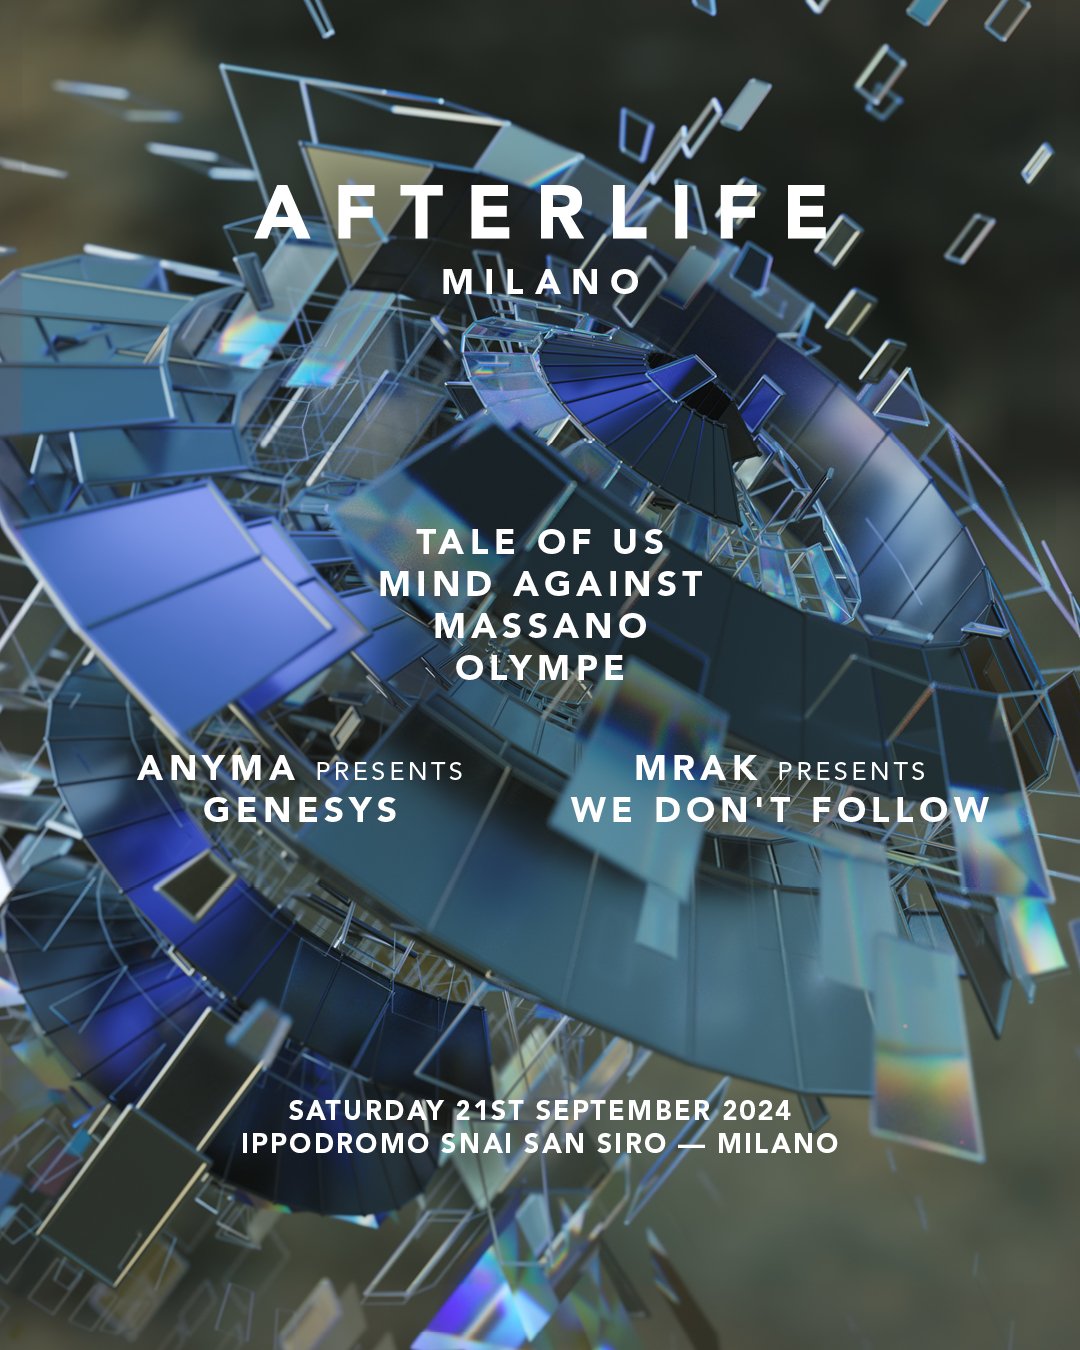 AFTERLIFE
MILANO
TALE OF US
MIND AGAINST
MASSANO
OLYMPE
ANYMA PRESENTS
GENESYS
MRAK PRESENTS
WE DON'T FOLLOW
SATURDAY 21ST SEPTEMBER 2024
IPPODROMO SNAI SAN SIRO — MILANO